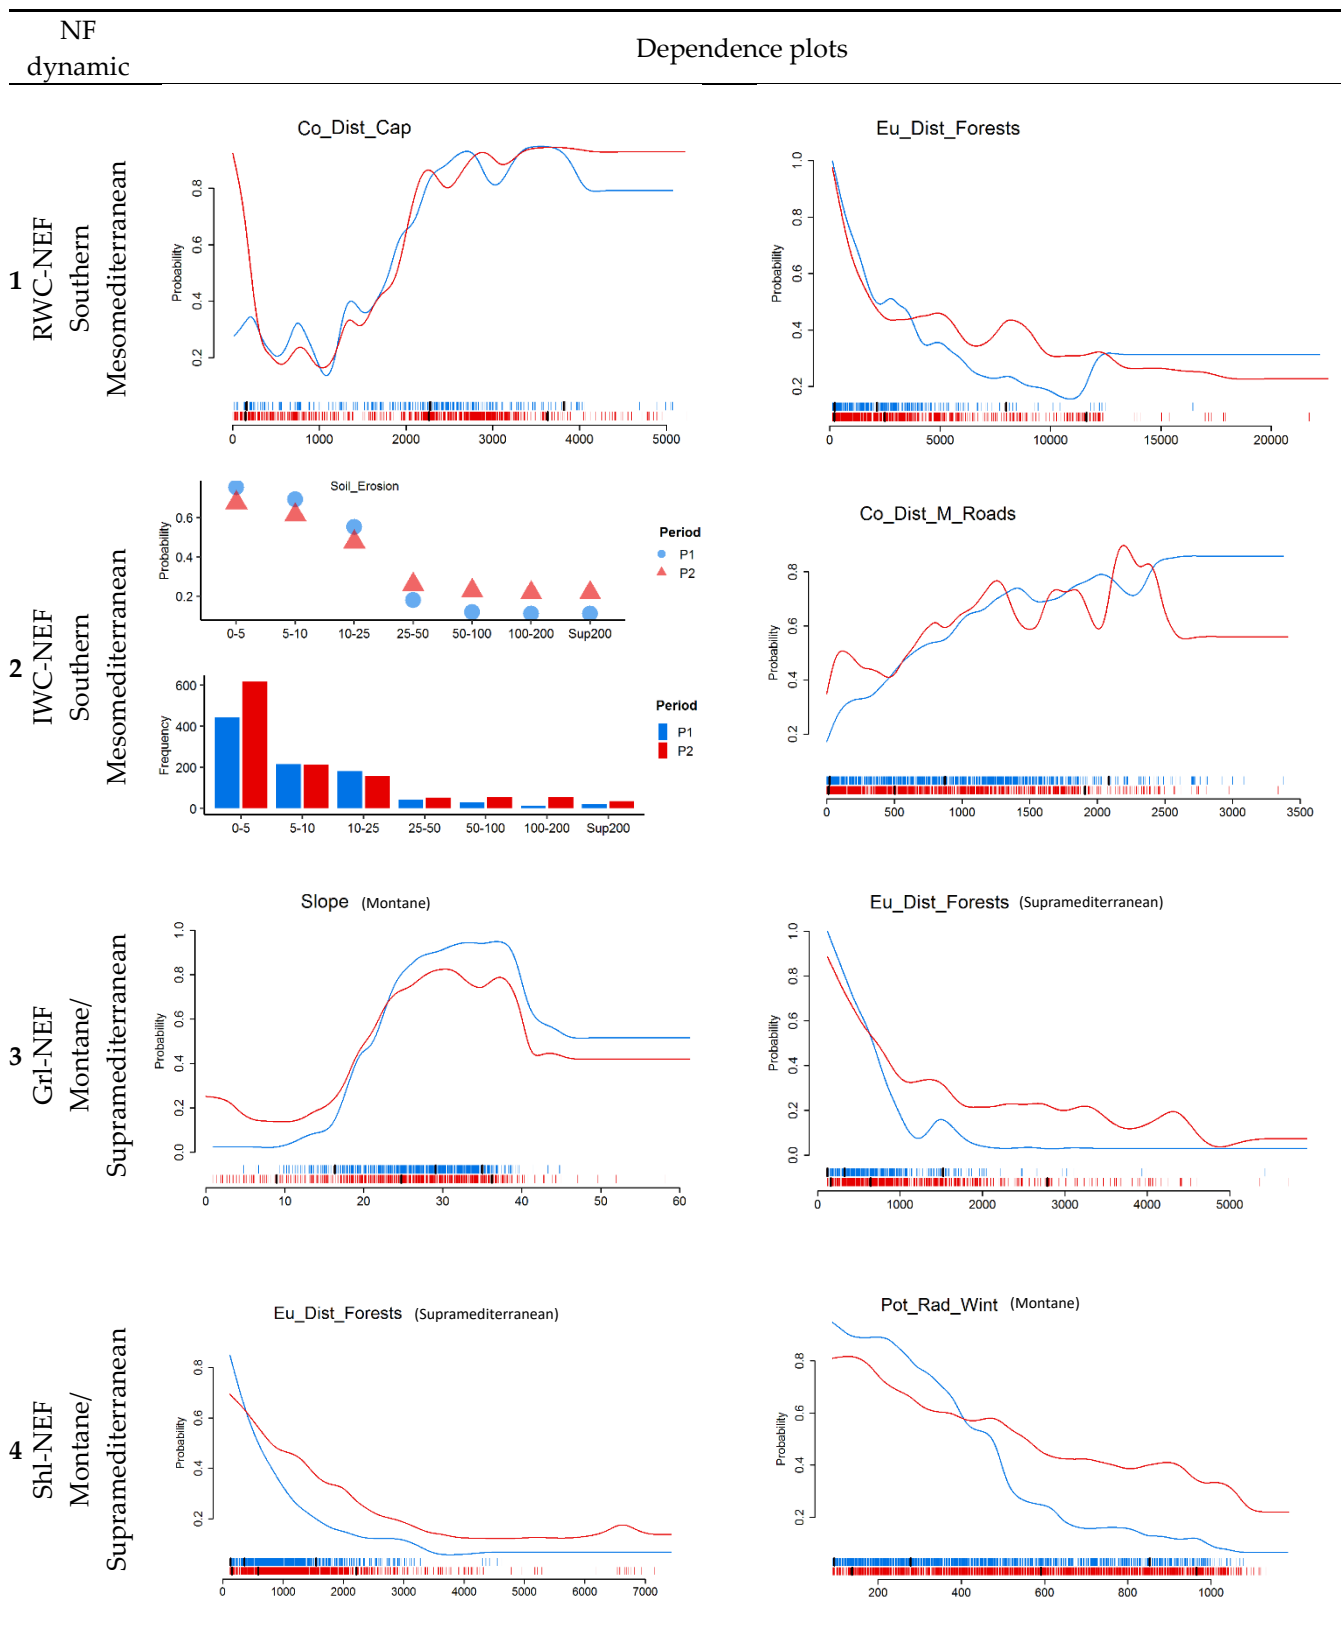 NF
dynamic
Dependence plots
1
RWC-NEF
Southern
Mesomediterranean
Co_Dist_Cap
Probability
0.2 0.4 0.6 0.8
0 1000 2000 3000 4000 5000
Eu_Dist_Forests
Probability
0.2 0.4 0.6 0.8 1.0
0 5000 10000 15000 20000
2
IWC-NEF
Southern
Mesomediterranean
Soil_Erosion
Probability
0.6
0.4
0.2
0-5 5-10 10-25 25-50 50-100 100-200 Sup200
Period
P1
P2
Frequency
600
400
200
0
0-5 5-10 10-25 25-50 50-100 100-200 Sup200
Period
P1
P2
Co_Dist_M_Roads
Probability
0.2 0.4 0.6 0.8
0 500 1000 1500 2000 2500 3000 3500
3
Grl-NEF
Montane/
Supramediterranean
Slope (Montane)
Probability
0.0 0.2 0.4 0.6 0.8 1.0
0 10 20 30 40 50 60
Eu_Dist_Forests (Supramediterranean)
Probability
0.0 0.2 0.4 0.6 0.8 1.0
0 1000 2000 3000 4000 5000
4
Shl-NEF
Montane/
Supramediterranean
Eu_Dist_Forests (Supramediterranean)
Probability
0.2 0.4 0.6 0.8
0 1000 2000 3000 4000 5000 6000 7000
Pot_Rad_Wint (Montane)
Probability
0.2 0.4 0.6 0.8
200 400 600 800 1000